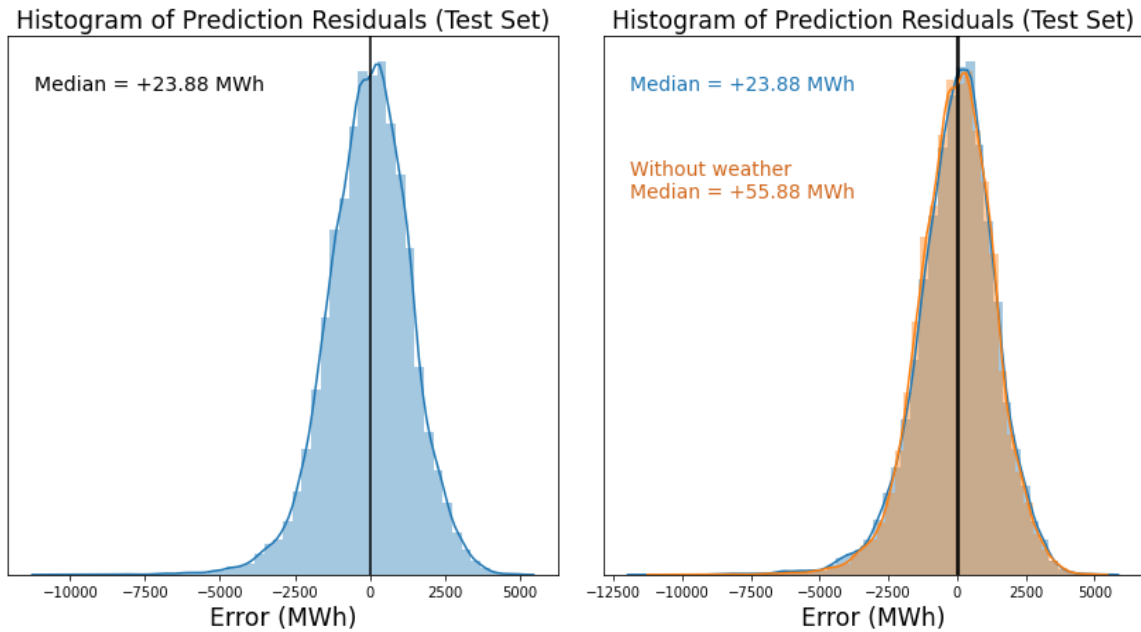 Histogram of Prediction Residuals (Test Set)
Median = +23.88 MWh
−10000 −7500 −5000 −2500 0 2500 5000
Error (MWh)
Histogram of Prediction Residuals (Test Set)
Median = +23.88 MWh
Without weather
Median = +55.88 MWh
−12500 −10000 −7500 −5000 −2500 0 2500 5000
Error (MWh)